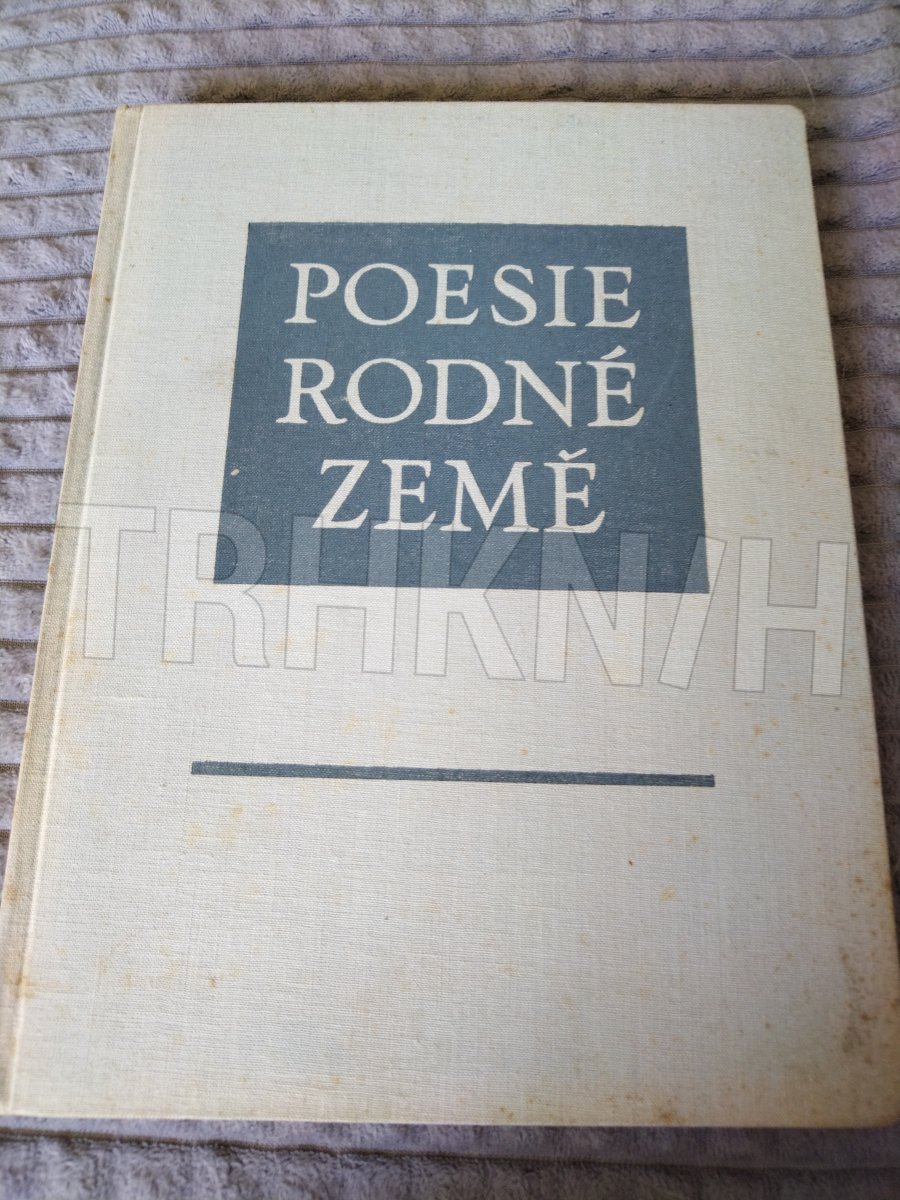 POESIE
RODNÉ
ZEMĚ
TRHKNIH